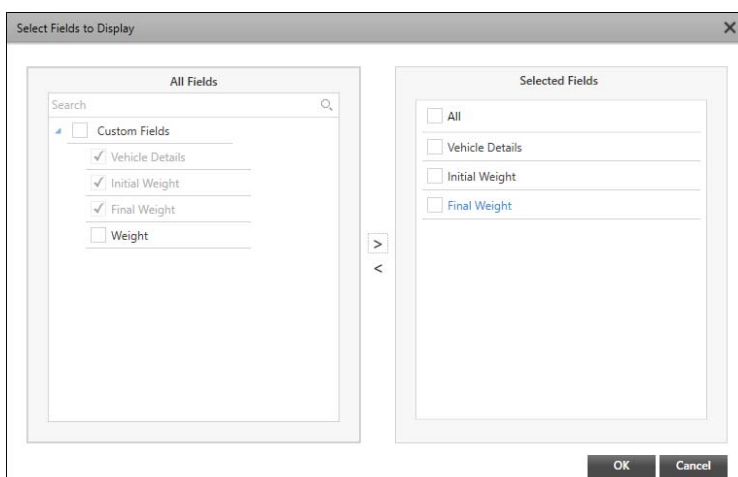 Select Fields to Display
All Fields
Search
Custom Fields
Vehicle Details
Initial Weight
Final Weight
Weight
>
<
Selected Fields
All
Vehicle Details
Initial Weight
Final Weight
OK
Cancel